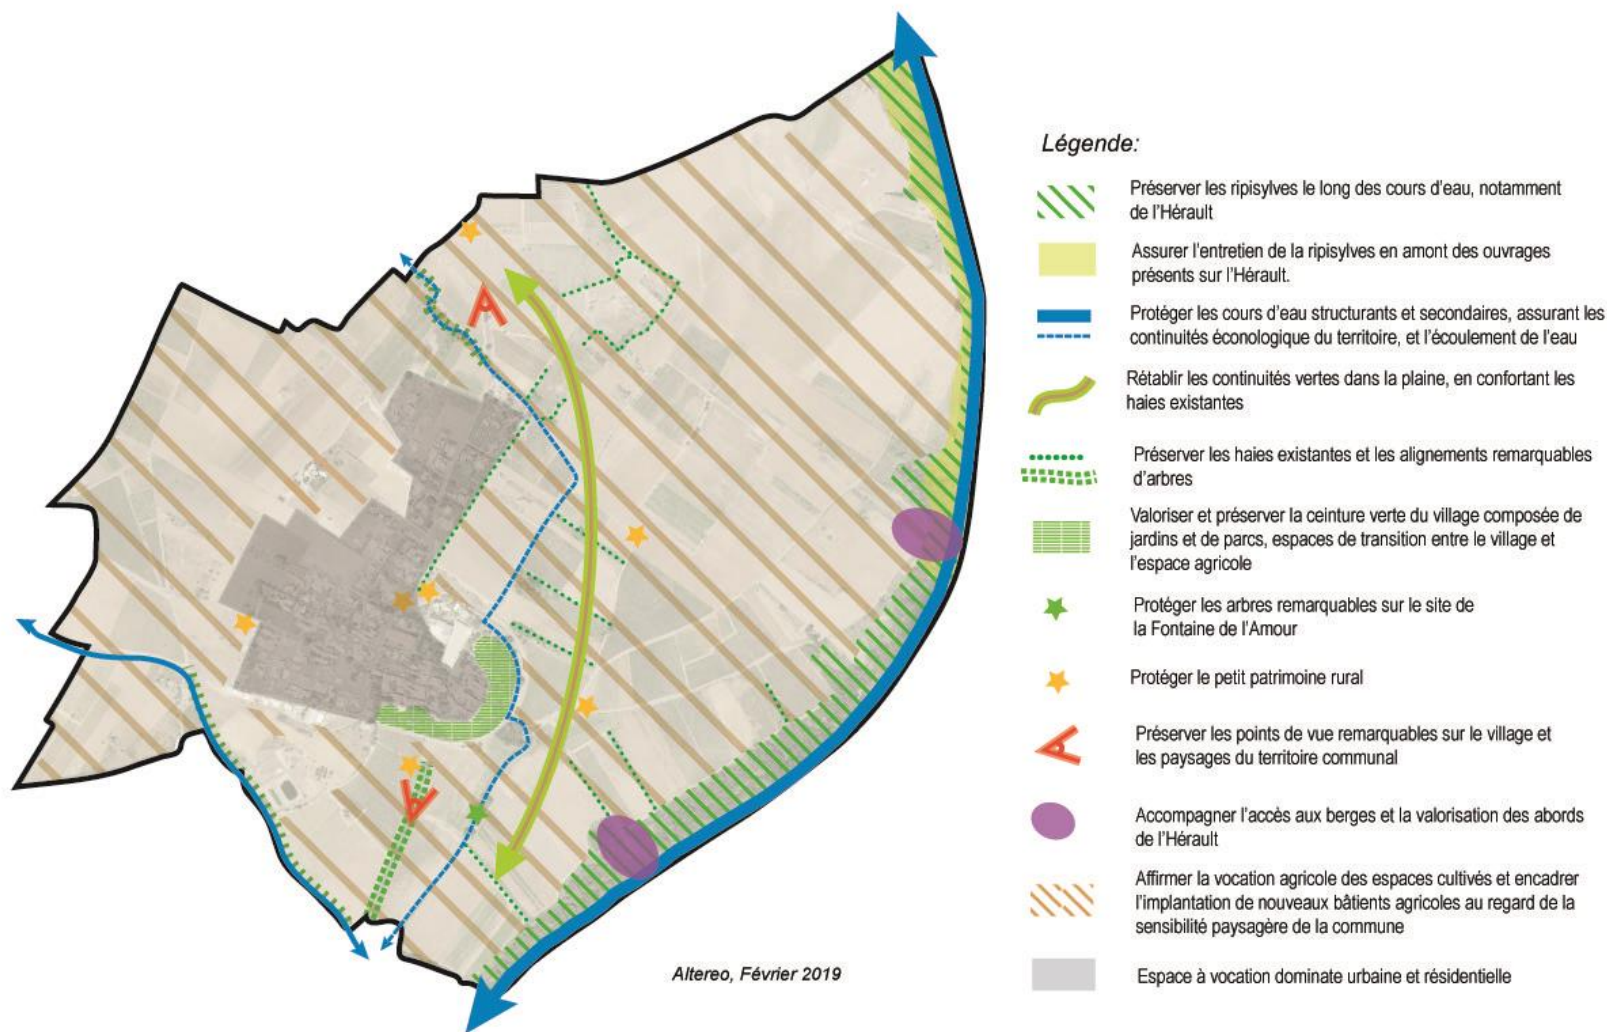 Légende:
Préserver les ripisylves le long des cours d'eau, notamment
de l'Hérault
Assurer l'entretien de la ripisylves en amont des ouvrages
présents sur l'Hérault.
Protéger les cours d'eau structurants et secondaires, assurant les
continuités éconologique du territoire, et l'écoulement de l'eau
Rétablir les continuités vertes dans la plaine, en confortant les
haies existantes
Préserver les haies existantes et les alignements remarquables
d'arbres
Valoriser et préserver la ceinture verte du village composée de
jardins et de parcs, espaces de transition entre le village et
l'espace agricole
Protéger les arbres remarquables sur le site de
la Fontaine de l'Amour
Protéger le petit patrimoine rural
Préserver les points de vue remarquables sur le village et
les paysages du territoire communal
Accompagner l'accès aux berges et la valorisation des abords
de l'Hérault
Affirmer la vocation agricole des espaces cultivés et encadrer
l'implantation de nouveaux bâtients agricoles au regard de la
sensibilité paysagère de la commune
Espace à vocation dominate urbaine et résidentielle
Altereo, Février 2019